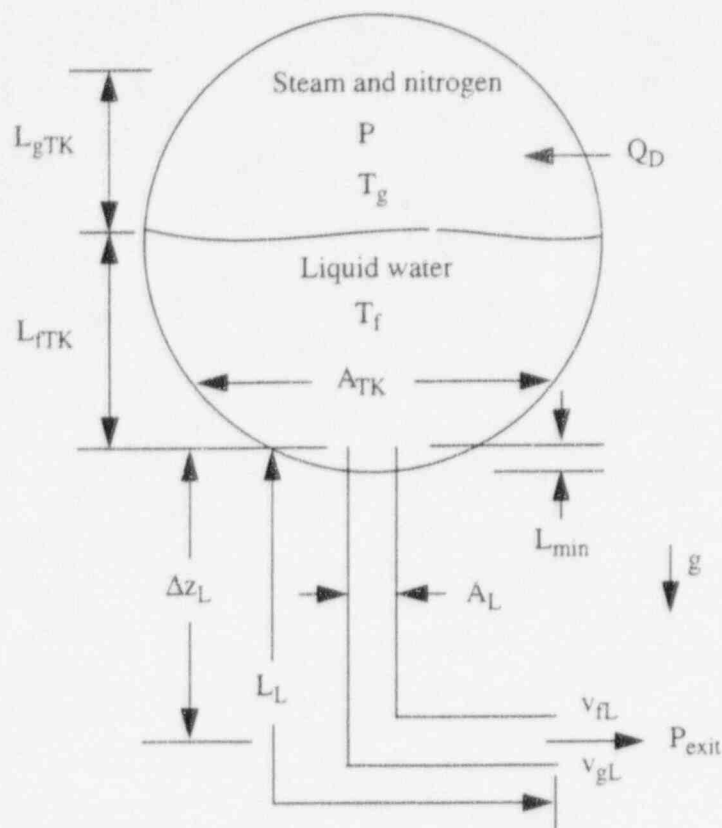 Steam and nitrogen
L_gTK
P
Q_D
T_g
Liquid water
L_fTK
T_f
A_TK
L_min
g
Δz_L
A_L
L_L
v_fL
P_exit
v_gL